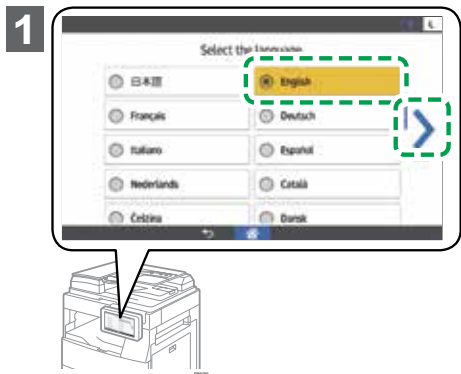 1
Select the language
日本語 English
Français Deutsch
Italiano Español
Nederlands Català
Čeština Dansk